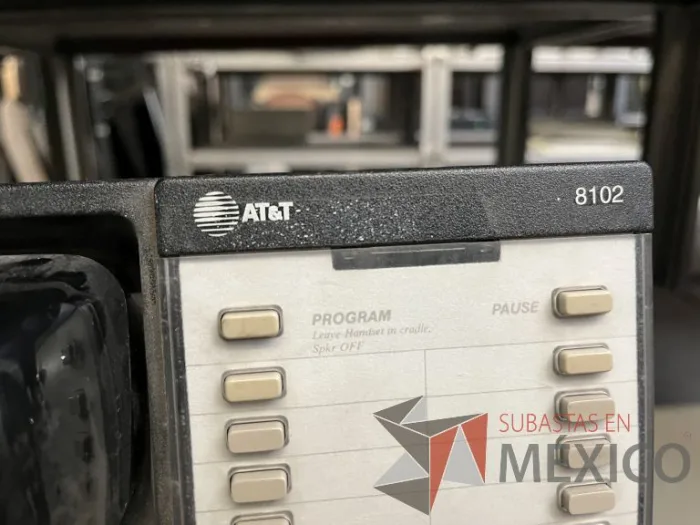 AT&T
8102
PROGRAM
Leave Handset in cradle,
Spkr OFF
PAUSE
SUBASTAS EN
MEXICO